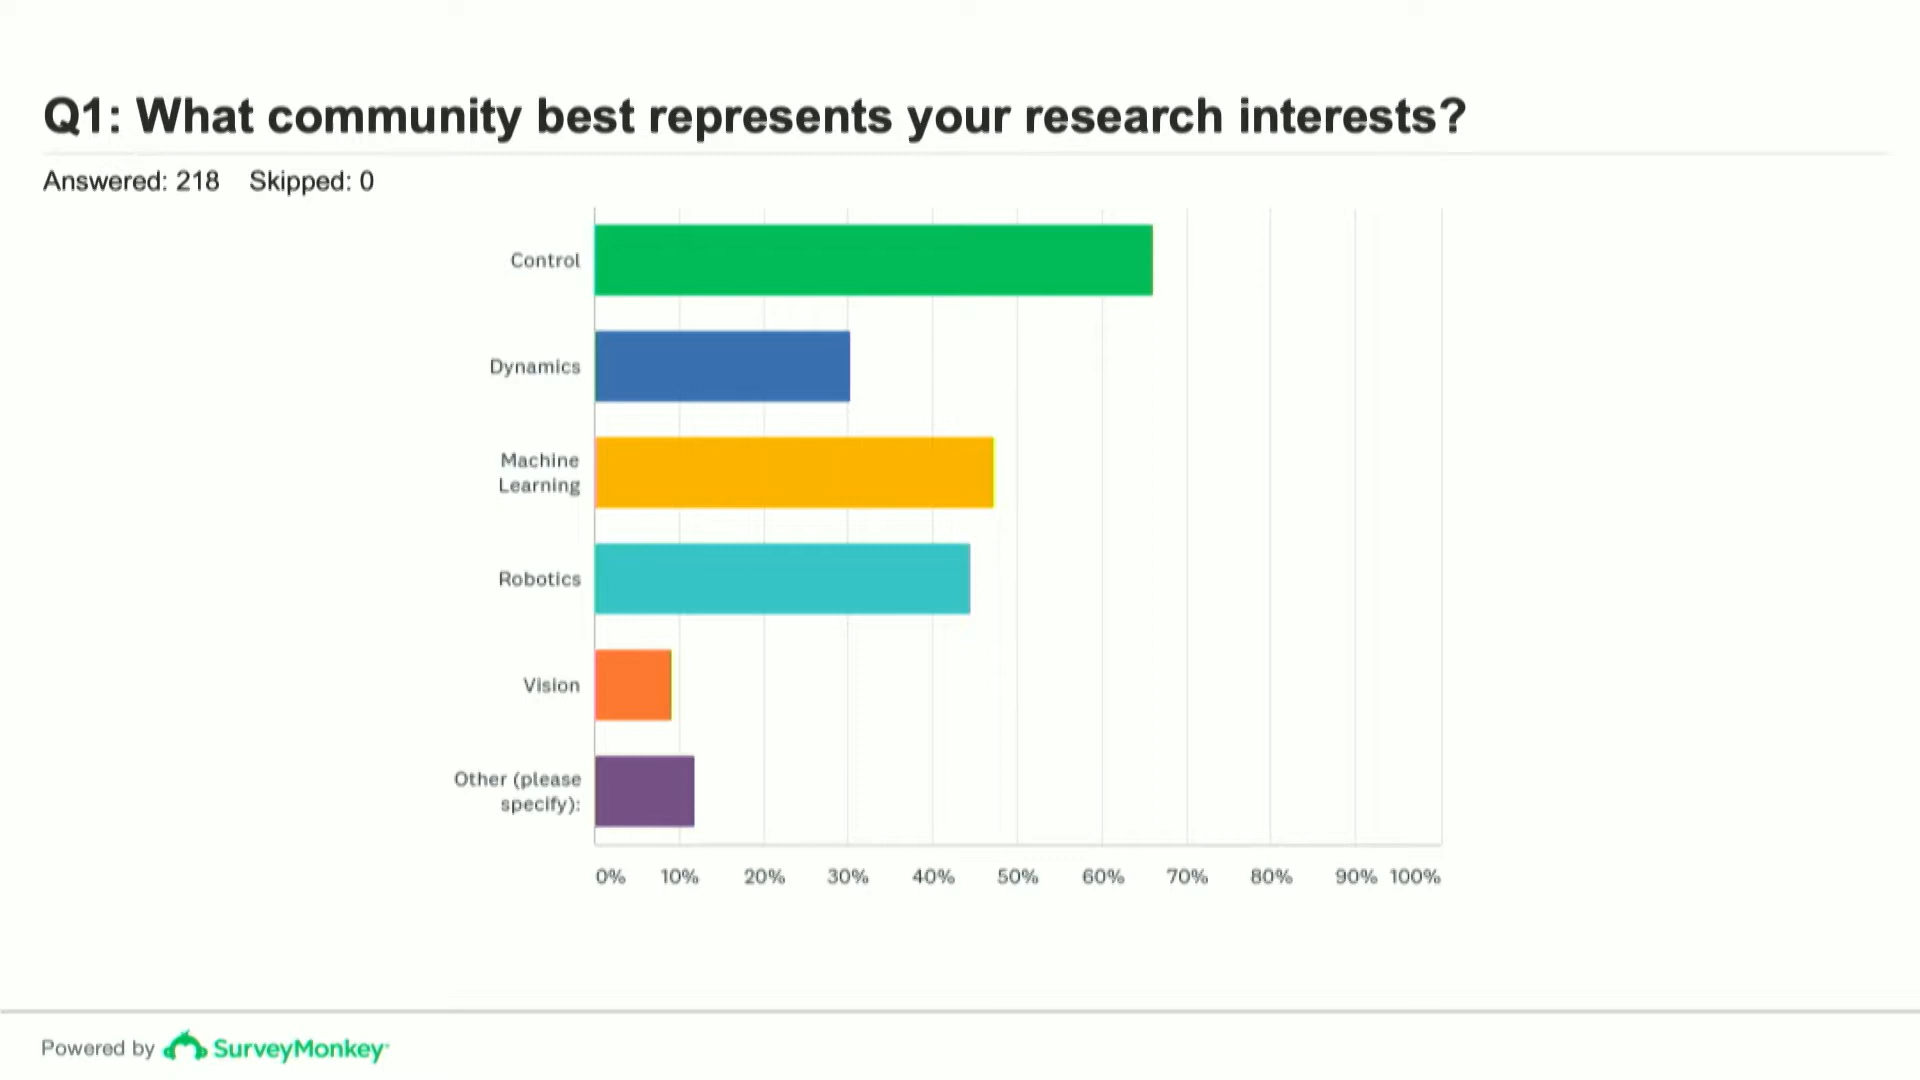 Q1: What community best represents your research interests?
Answered: 218 Skipped: 0
Control
Dynamics
Machine
Learning
Robotics
Vision
Other (please
specify):
0% 10% 20% 30% 40% 50% 60% 70% 80% 90% 100%
Powered by SurveyMonkey